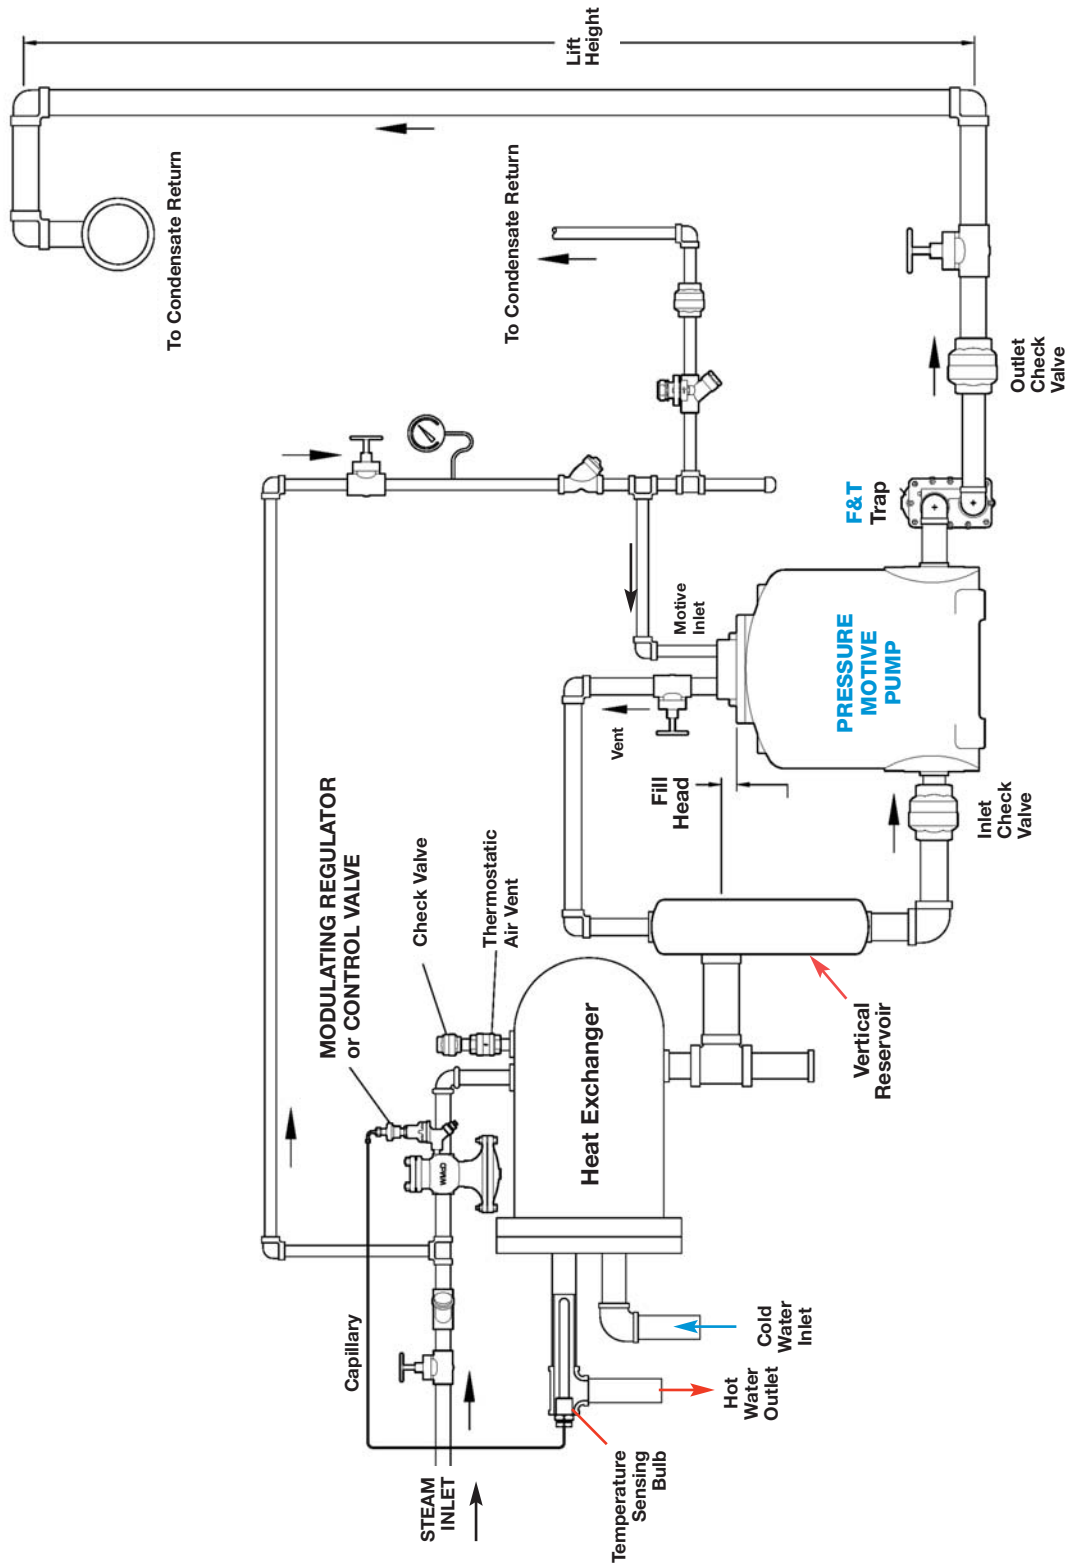 Lift
Height
To Condensate Return
To Condensate Return
Outlet
Check
Valve
F&T
Trap
Motive
Inlet
PRESSURE
MOTIVE
PUMP
Vent
Fill
Head
Inlet
Check
Valve
MODULATING REGULATOR
or CONTROL VALVE
Check Valve
Thermostatic
Air Vent
WMCD
Heat Exchanger
Vertical
Reservoir
Capillary
Cold
Water
Inlet
Hot
Water
Outlet
STEAM
INLET
Temperature
Sensing
Bulb